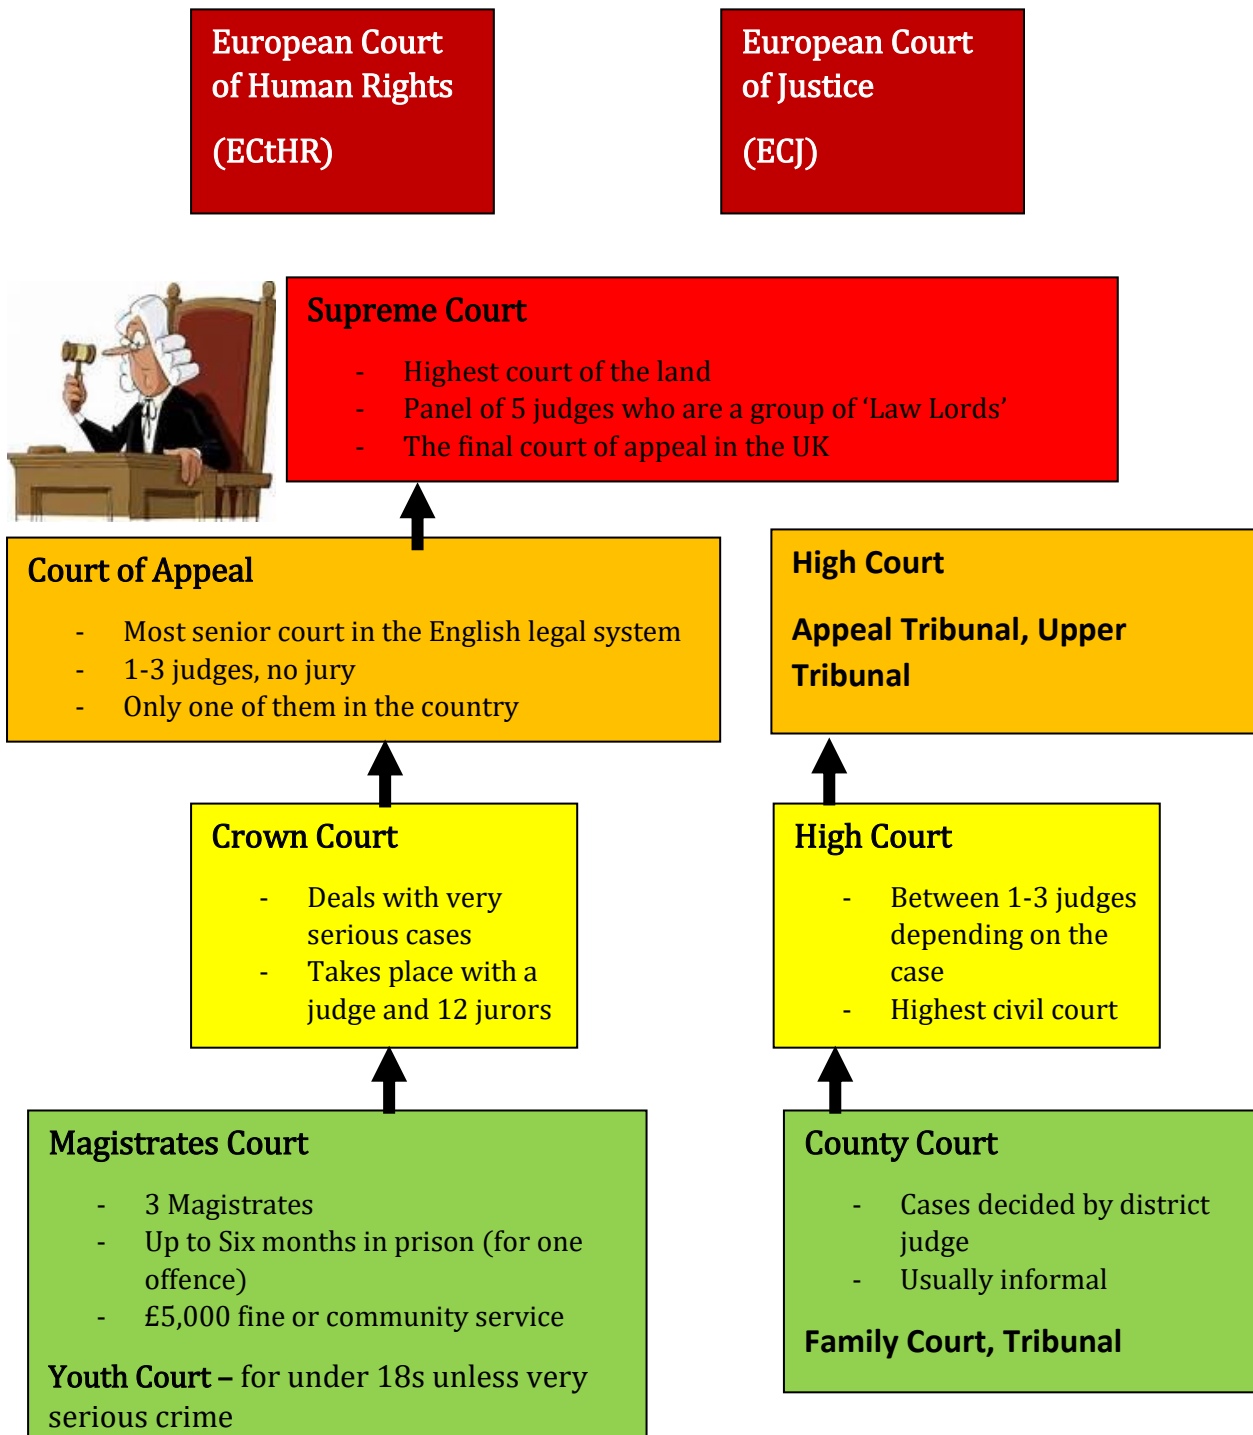 European Court
of Human Rights
(ECtHR)
European Court
of Justice
(ECJ)
Supreme Court
- Highest court of the land
- Panel of 5 judges who are a group of ‘Law Lords’
- The final court of appeal in the UK
Court of Appeal
- Most senior court in the English legal system
- 1-3 judges, no jury
- Only one of them in the country
High Court
Appeal Tribunal, Upper
Tribunal
Crown Court
- Deals with very
serious cases
- Takes place with a
judge and 12 jurors
High Court
- Between 1-3 judges
depending on the
case
- Highest civil court
Magistrates Court
- 3 Magistrates
- Up to Six months in prison (for one
offence)
- £5,000 fine or community service
Youth Court – for under 18s unless very
serious crime
County Court
- Cases decided by district
judge
- Usually informal
Family Court, Tribunal